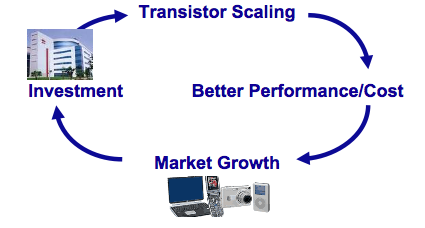 Transistor Scaling
Investment
Better Performance/Cost
Market Growth